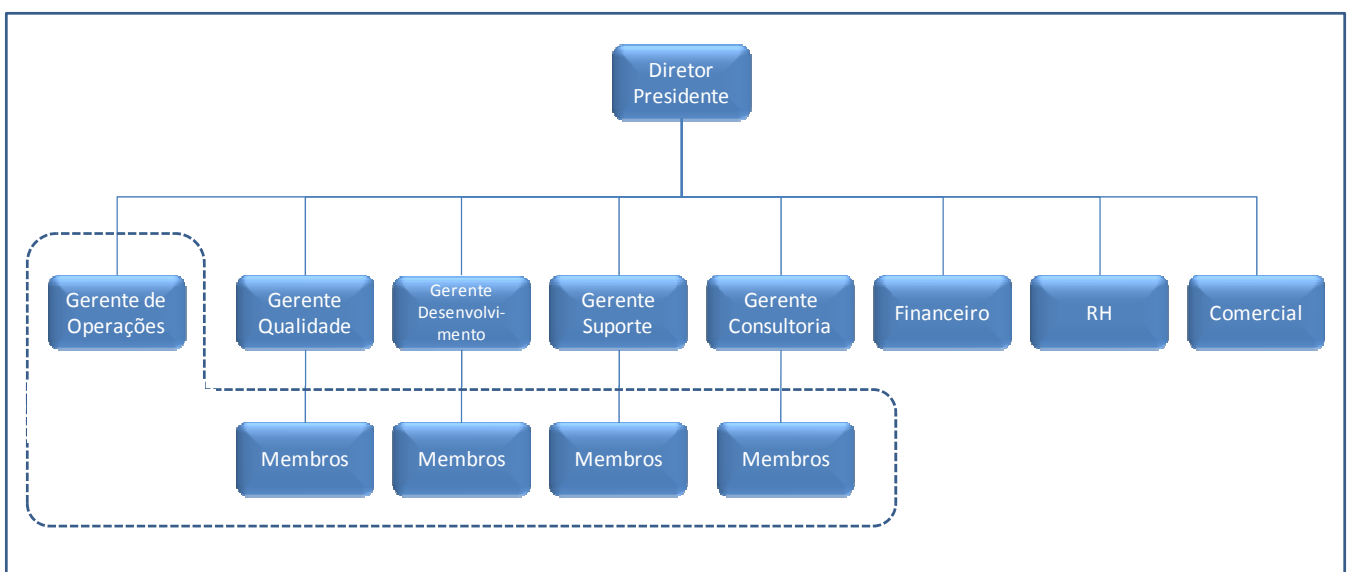 Diretor
Presidente
Gerente de
Operações
Gerente
Qualidade
Gerente
Desenvolvi-
mento
Gerente
Suporte
Gerente
Consultoria
Financeiro
RH
Comercial
Membros
Membros
Membros
Membros